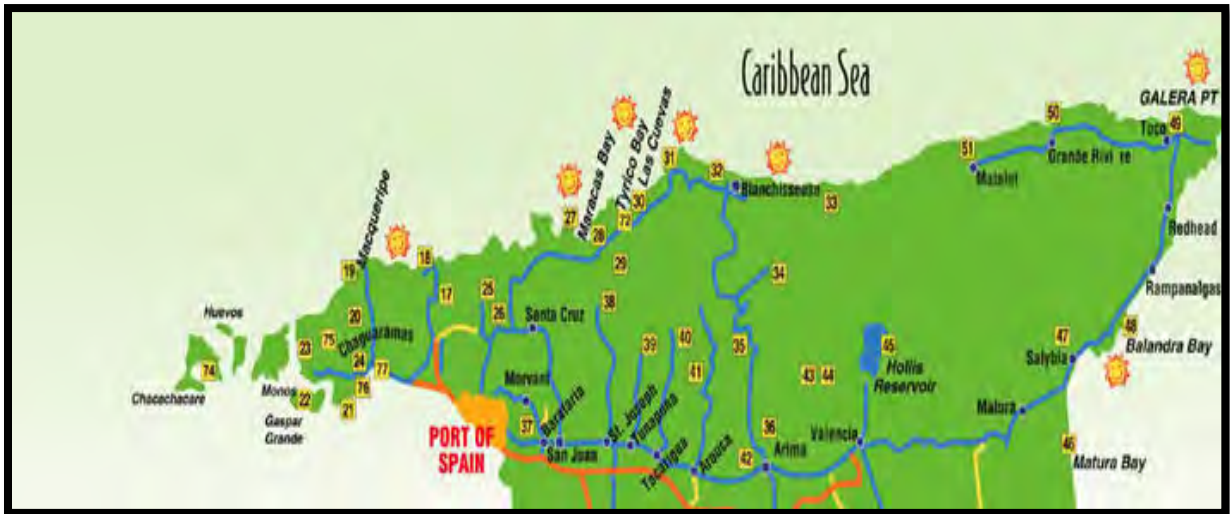 Caribbean Sea
GALERA PT
50
49
Toco
51
Grande Rivi re
Matelot
31
32
Blanchisseuse
33
Las Cuevas
Tyrico Bay
Maracas Bay
30
72
27
28
29
Redhead
Macqueripe
19
18
17
25
26
38
34
Rampanalgas
Huevos
20
Santa Cruz
75
Chaguaramas
23
24
77
74
39
40
35
45
47
48
Balandra Bay
Salybia
Hollis
Reservoir
41
43
44
Chacachacare
Monos
22
76
21
Gaspar
Grande
Morvant
37
Barataria
St. Joseph
Tunapuna
36
Matura
PORT OF
SPAIN
San Juan
Tacarigua
Arouca
42
Arima
Valencia
46
Matura Bay